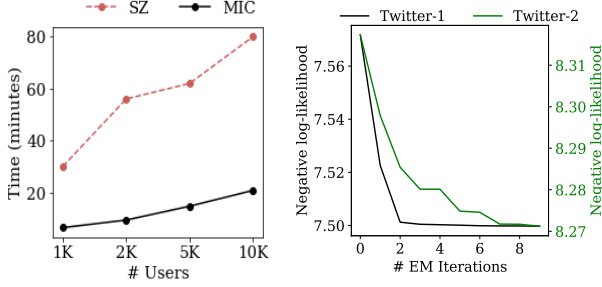 SZ MIC
Time (minutes)
80
60
40
20
1K 2K 5K 10K
# Users
Twitter-1 Twitter-2
Negative log-likelihood
7.56
7.54
7.52
7.50
0 2 4 6 8
# EM Iterations
8.31
8.30
8.29
8.28
8.27
Negative log-likelihood